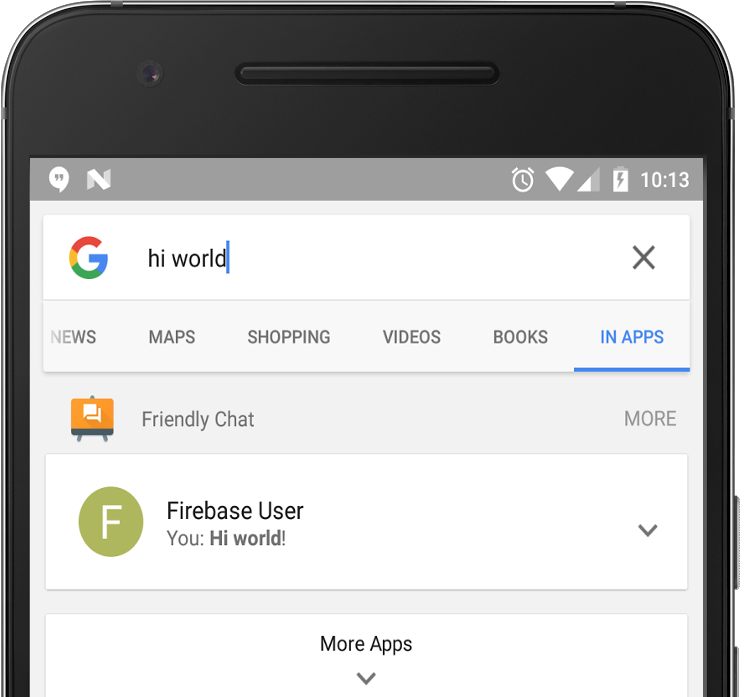 10:13
hi world
NEWS MAPS SHOPPING VIDEOS BOOKS IN APPS
Friendly Chat MORE
F
Firebase User
You: Hi world!
More Apps